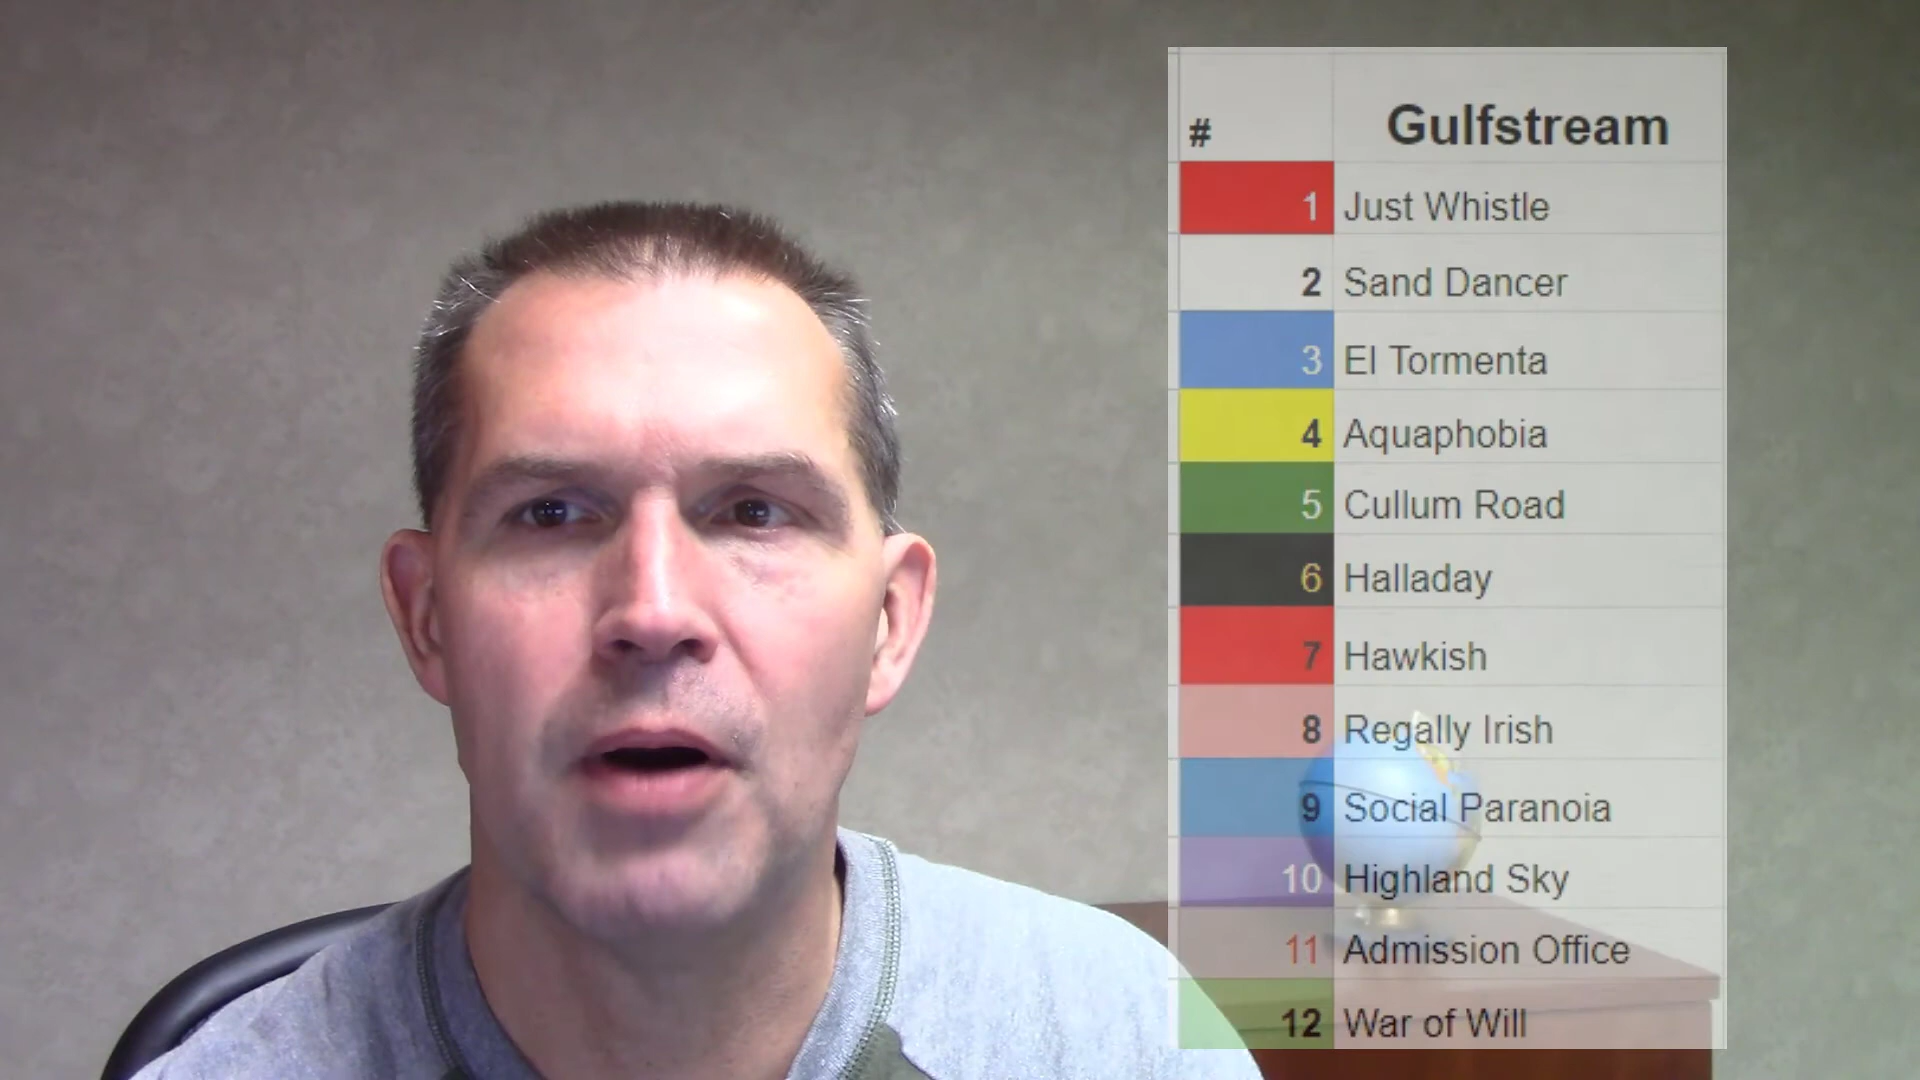 # Gulfstream
1 Just Whistle
2 Sand Dancer
3 El Tormenta
4 Aquaphobia
5 Cullum Road
6 Halladay
7 Hawkish
8 Regally Irish
9 Social Paranoia
10 Highland Sky
11 Admission Office
12 War of Will